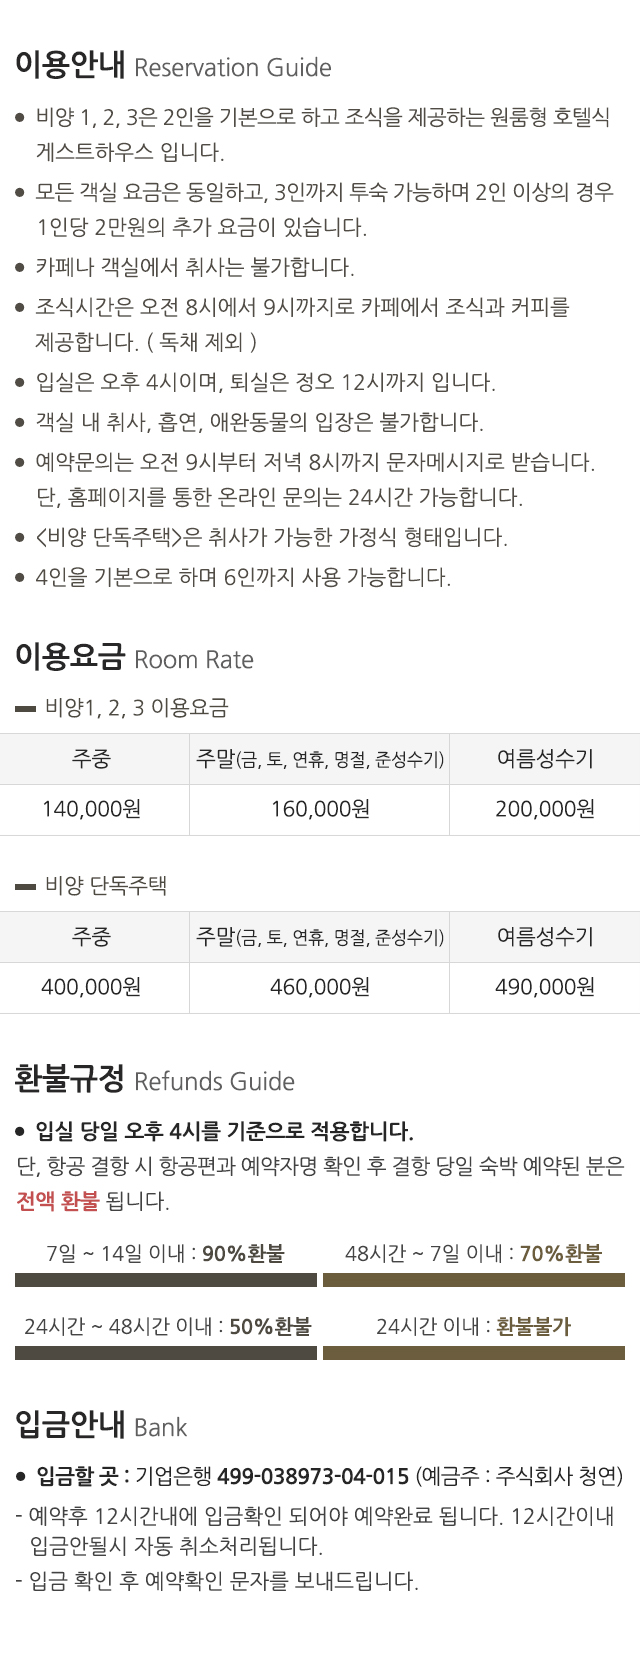 이용안내 Reservation Guide
● 비양 1, 2, 3은 2인을 기본으로 하고 조식을 제공하는 원룸형 호텔식
게스트하우스 입니다.
● 모든 객실 요금은 동일하고, 3인까지 투숙 가능하며 2인 이상의 경우
1인당 2만원의 추가 요금이 있습니다.
● 카페나 객실에서 취사는 불가합니다.
● 조식시간은 오전 8시에서 9시까지로 카페에서 조식과 커피를
제공합니다. ( 독채 제외 )
● 입실은 오후 4시이며, 퇴실은 정오 12시까지 입니다.
● 객실 내 취사, 흡연, 애완동물의 입장은 불가합니다.
● 예약문의는 오전 9시부터 저녁 8시까지 문자메시지로 받습니다.
단, 홈페이지를 통한 온라인 문의는 24시간 가능합니다.
● <비양 단독주택>은 취사가 가능한 가정식 형태입니다.
● 4인을 기본으로 하며 6인까지 사용 가능합니다.
이용요금 Room Rate
비양1, 2, 3 이용요금
주중 주말(금, 토, 연휴, 명절, 준성수기) 여름성수기
140,000원 160,000원 200,000원
비양 단독주택
주중 주말(금, 토, 연휴, 명절, 준성수기) 여름성수기
400,000원 460,000원 490,000원
환불규정 Refunds Guide
● 입실 당일 오후 4시를 기준으로 적용합니다.
단, 항공 결항 시 항공편과 예약자명 확인 후 결항 당일 숙박 예약된 분은
전액 환불 됩니다.
7일 ~ 14일 이내 : 90%환불 48시간 ~ 7일 이내 : 70%환불
24시간 ~ 48시간 이내 : 50%환불 24시간 이내 : 환불불가
입금안내 Bank
● 입금할 곳 : 기업은행 499-038973-04-015 (예금주 : 주식회사 청연)
- 예약후 12시간내에 입금확인 되어야 예약완료 됩니다. 12시간이내
입금안될시 자동 취소처리됩니다.
- 입금 확인 후 예약확인 문자를 보내드립니다.